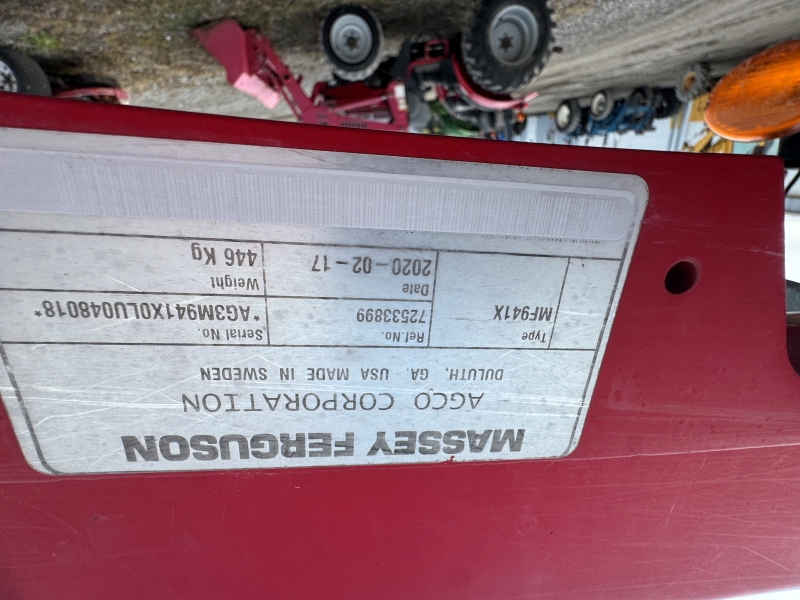 MASSEY FERGUSON
AGCO CORPORATION
DULUTH, GA. USA MADE IN SWEDEN
Type
MF941X
Ref.No.
72533899
Serial No.
*AG3M941X0LU048018*
Date
2020-02-17
Weight
446 Kg